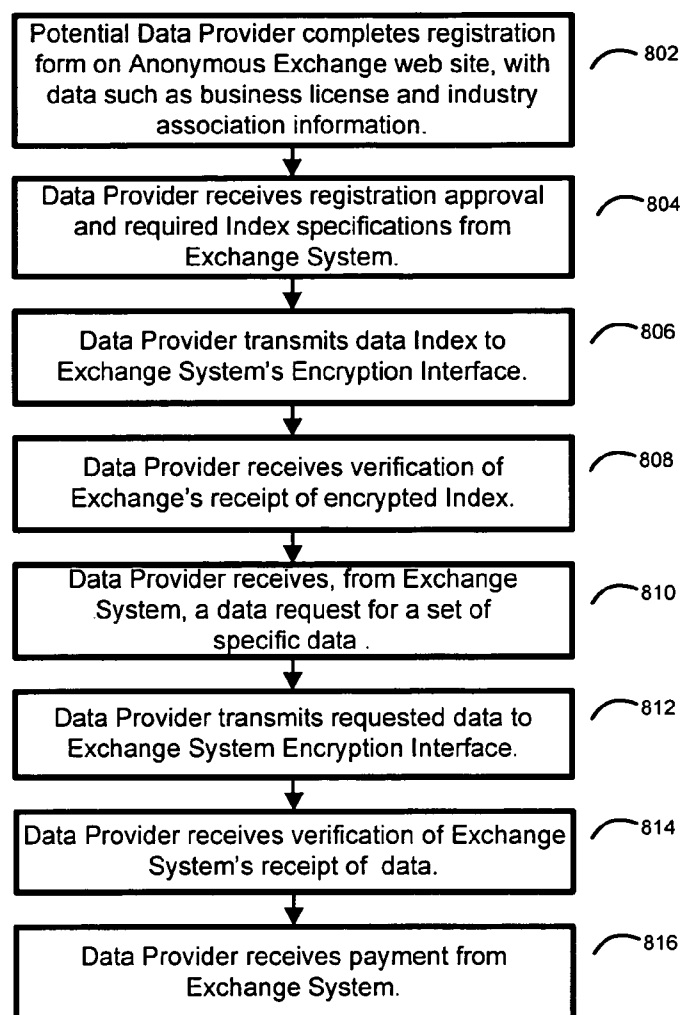 Potential Data Provider completes registration
form on Anonymous Exchange web site, with
data such as business license and industry
association information.
802
Data Provider receives registration approval
and required Index specifications from
Exchange System.
804
Data Provider transmits data Index to
Exchange System's Encryption Interface.
806
Data Provider receives verification of
Exchange's receipt of encrypted Index.
808
Data Provider receives, from Exchange
System, a data request for a set of
specific data .
810
Data Provider transmits requested data to
Exchange System Encryption Interface.
812
Data Provider receives verification of Exchange
System's receipt of data.
814
Data Provider receives payment from
Exchange System.
816